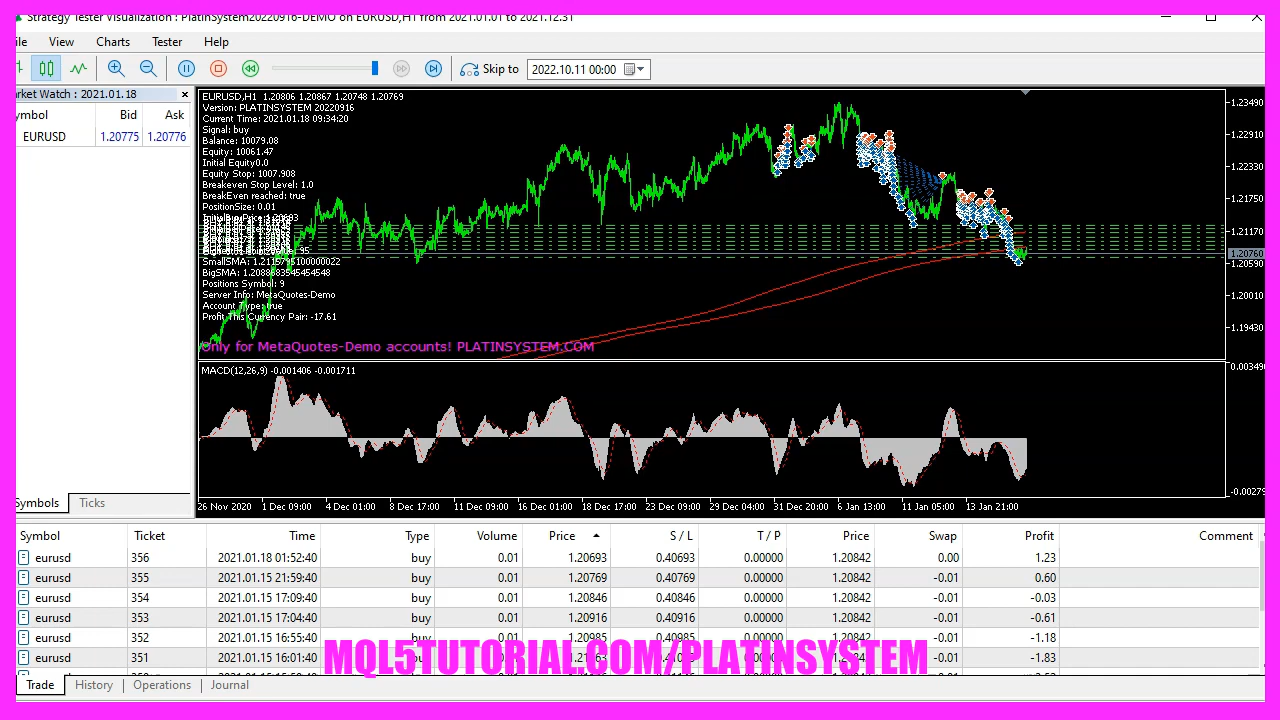 Strategy Tester Visualization : PlatinSystem20220916-DEMO on EURUSD,H1 from 2021.01.01 to 2021.12.31
ile View Charts Tester Help
Skip to 2022.10.11 00:00
arket Watch : 2021.01.18
ymbol Bid Ask
EURUSD 1.20775 1.20776
Symbols Ticks
EURUSD,H1 1.20806 1.20867 1.20748 1.20769
Version: PLATINSYSTEM 20220916
Current Time: 2021.01.18 09:34:20
Signal: buy
Balance: 10079.08
Equity: 10061.47
Initial Equity0.0
Equity Stop: 1007.908
Breakeven Stop Level: 1.0
BreakEven reached: true
PositionSize: 0.01
SmallSMA: 1.2115795100000022
Positions Symbol: 9
Server Info: MetaQuotes-Demo
Account Type: true
Profit This Currency Pair: -17.61
Only for MetaQuotes-Demo accounts! PLATINSYSTEM.COM
1.23490
1.22910
1.22330
1.21750
1.21170
1.20760
1.20590
1.20010
1.19430
MACD(12,26,9) -0.001406 -0.001711
0.003490
-0.00279
26 Nov 2020 1 Dec 09:00 4 Dec 01:00 8 Dec 17:00 11 Dec 09:00 16 Dec 01:00 18 Dec 17:00 23 Dec 09:00 29 Dec 04:00 31 Dec 20:00 6 Jan 13:00 11 Jan 05:00 13 Jan 21:00
Symbol Ticket Time Type Volume Price S / L T / P Price Swap Profit Comment
eurusd 356 2021.01.18 01:52:40 buy 0.01 1.20693 0.40693 0.00000 1.20842 0.00 1.23
eurusd 355 2021.01.15 21:59:40 buy 0.01 1.20769 0.40769 0.00000 1.20842 -0.01 0.60
eurusd 354 2021.01.15 17:09:40 buy 0.01 1.20846 0.40846 0.00000 1.20842 -0.01 -0.03
eurusd 353 2021.01.15 17:04:40 buy 0.01 1.20916 0.40916 0.00000 1.20842 -0.01 -0.61
eurusd 352 2021.01.15 16:55:40 buy 0.01 1.20985 0.40985 0.00000 1.20842 -0.01 -1.18
eurusd 351 2021.01.15 16:01:40 -0.01 -1.83
MQL5TUTORIAL.COM/PLATINSYSTEM
Trade History Operations Journal